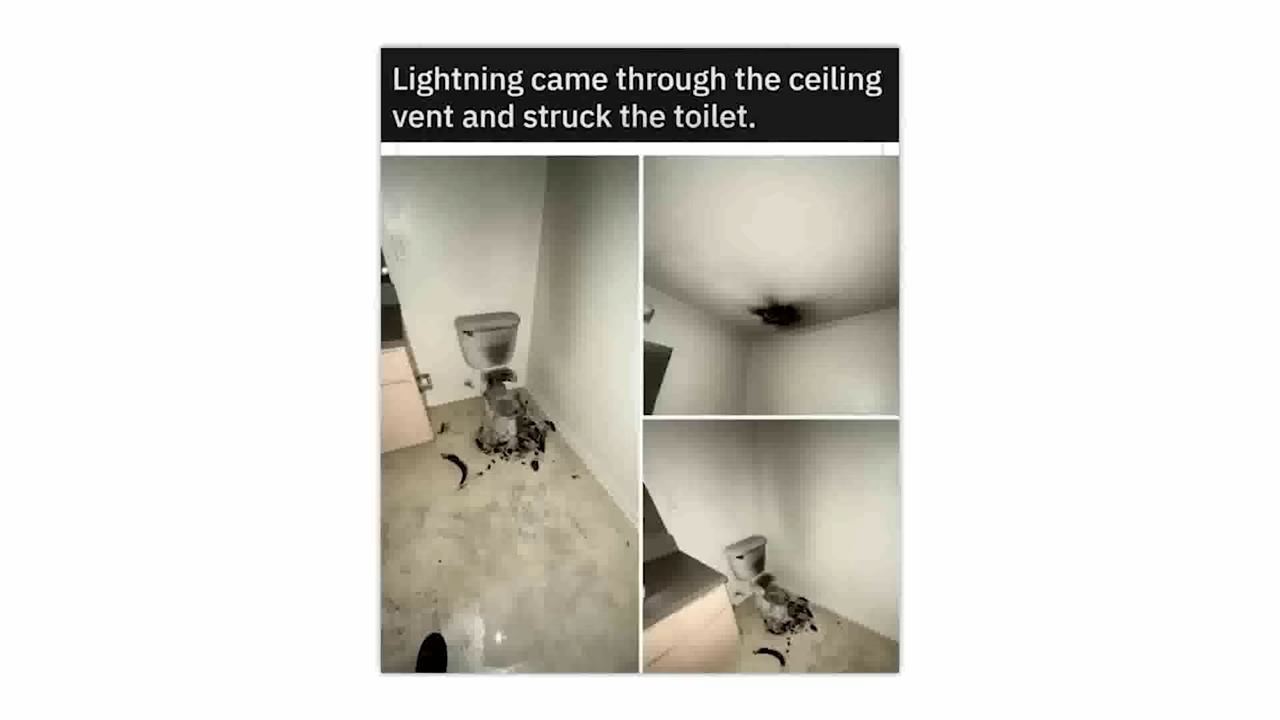 Lightning came through the ceiling
vent and struck the toilet.